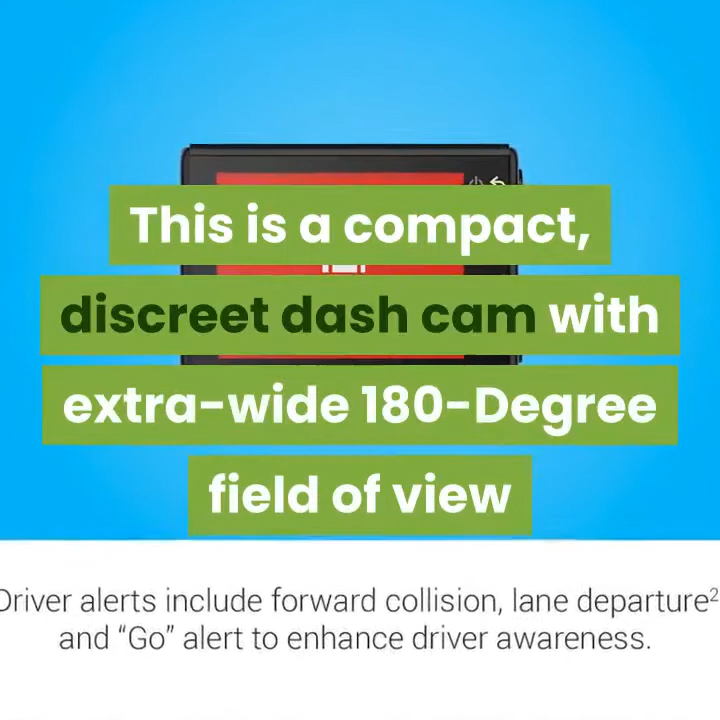 This is a compact,
discreet dash cam with
extra-wide 180-Degree
field of view
Driver alerts include forward collision, lane departure²
and “Go” alert to enhance driver awareness.